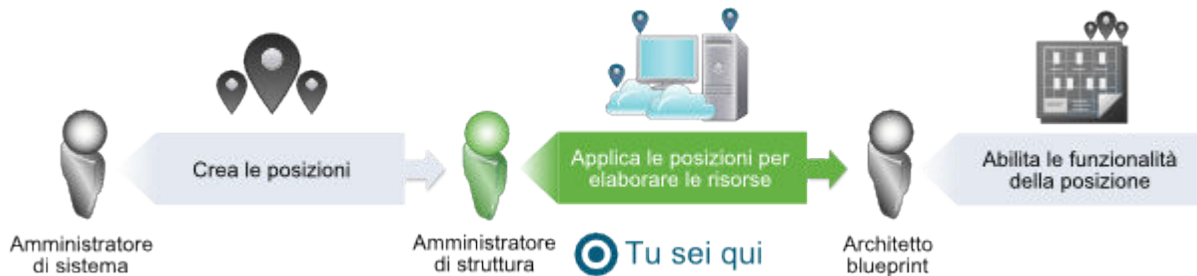 Crea le posizioni
Applica le posizioni per
elaborare le risorse
Abilita le funzionalità
della posizione
Amministratore
di sistema
Amministratore
di struttura
Tu sei qui
Architetto
blueprint